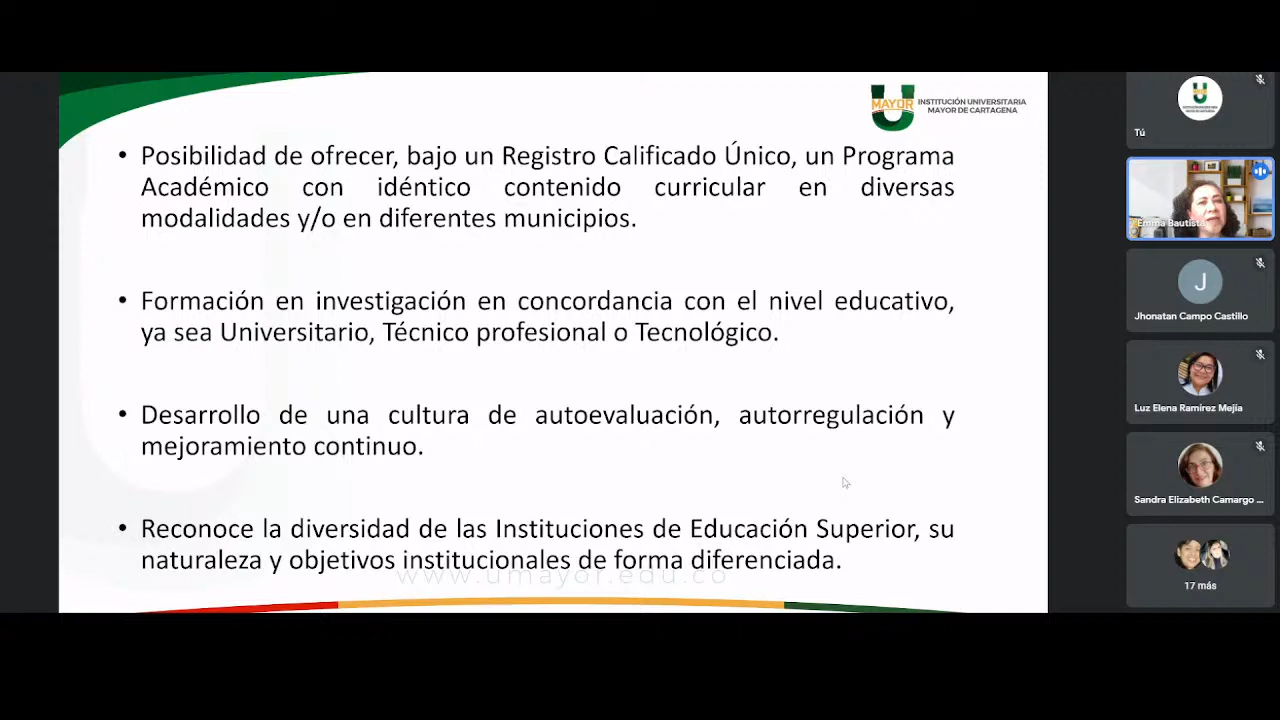 MAYOR
INSTITUCIÓN UNIVERSITARIA
MAYOR DE CARTAGENA
• Posibilidad de ofrecer, bajo un Registro Calificado Único, un Programa
Académico con idéntico contenido curricular en diversas
modalidades y/o en diferentes municipios.
• Formación en investigación en concordancia con el nivel educativo,
ya sea Universitario, Técnico profesional o Tecnológico.
• Desarrollo de una cultura de autoevaluación, autorregulación y
mejoramiento continuo.
• Reconoce la diversidad de las Instituciones de Educación Superior, su
naturaleza y objetivos institucionales de forma diferenciada.
www.umayor.edu.co
Tú
Emma Bautista
J
Jhonatan Campo Castillo
Luz Elena Ramirez Mejía
Sandra Elizabeth Camargo ...
17 más